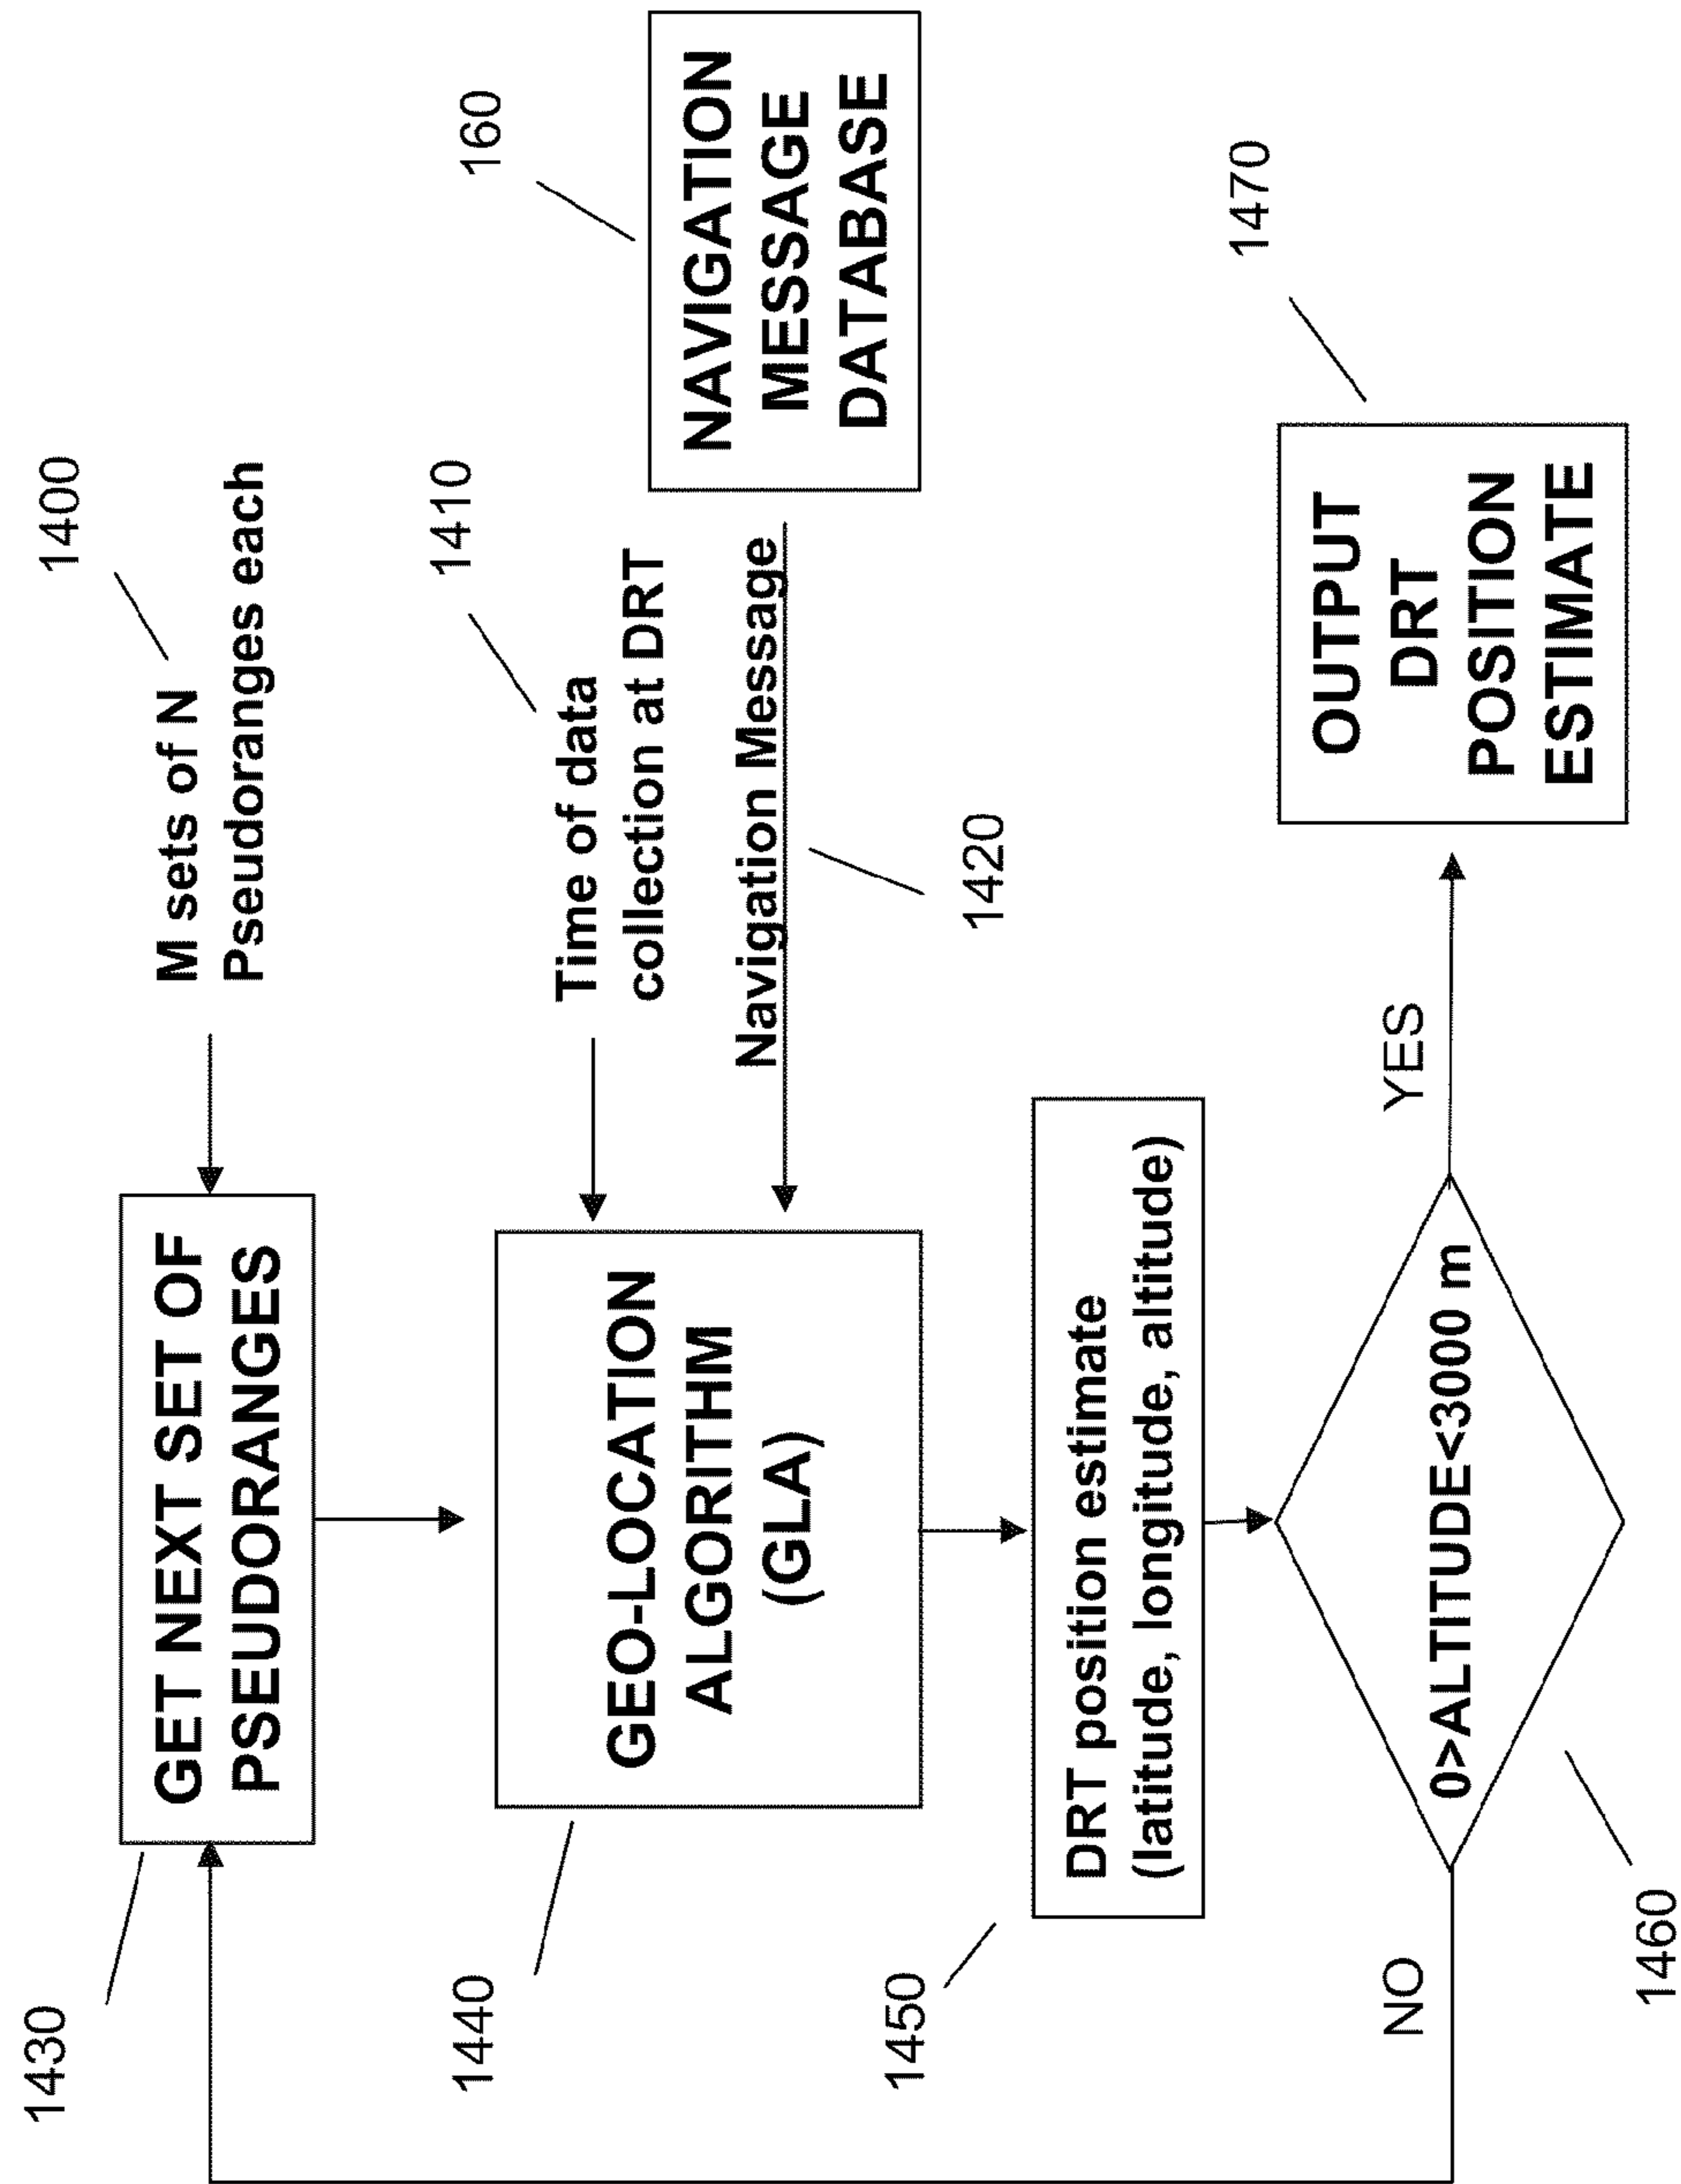 1400
M sets of N
Pseudoranges each
1430
GET NEXT SET OF
PSEUDORANGES
1410
Time of data
collection at DRT
160
NAVIGATION
MESSAGE
DATABASE
Navigation Message
1420
1440
GEO-LOCATION
ALGORITHM
(GLA)
1450
DRT position estimate
(latitude, longitude, altitude)
NO
0>ALTITUDE<3000 m
1460
YES
1470
OUTPUT
DRT
POSITION
ESTIMATE